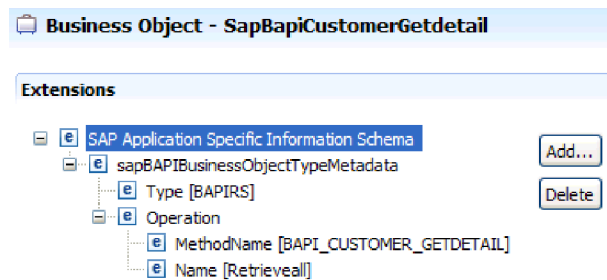 Business Object - SapBapiCustomerGetdetail
Extensions
e SAP Application Specific Information Schema
Add...
e sapBAPIBusinessObjectTypeMetadata
e Type [BAPIRS]
Delete
e Operation
e MethodName [BAPI_CUSTOMER_GETDETAIL]
e Name [Retrieveall]